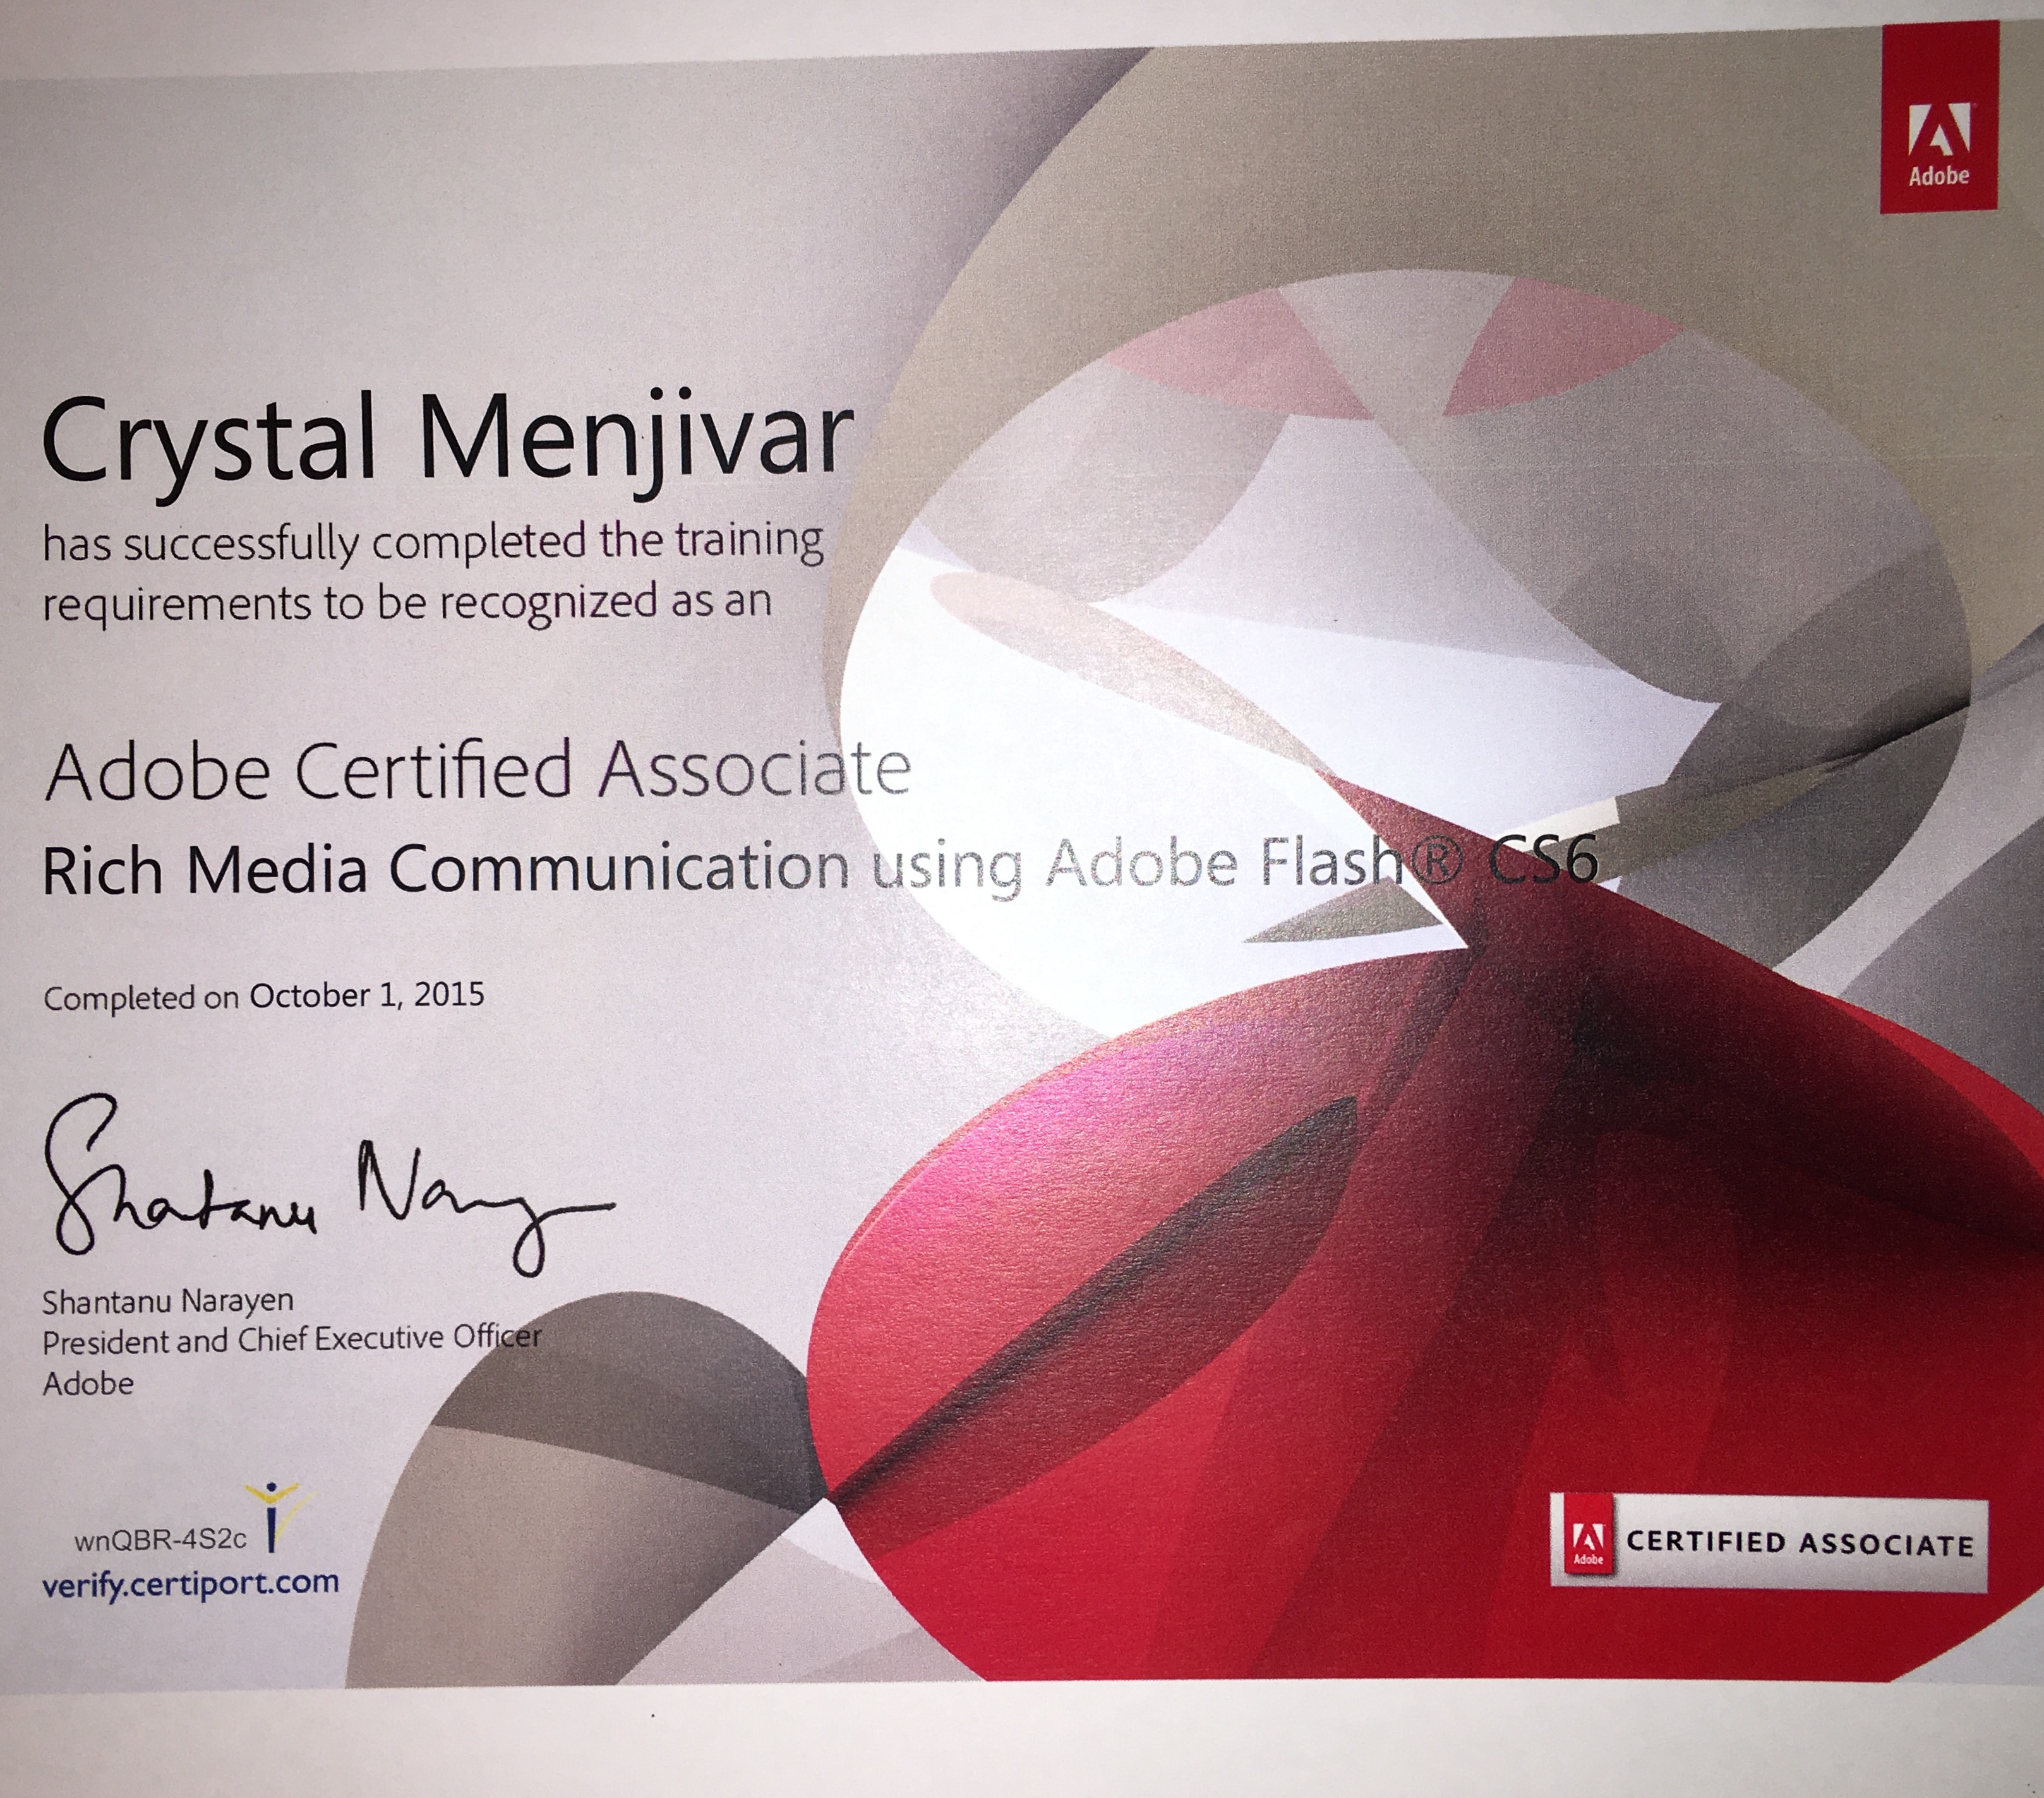 Adobe
Crystal Menjivar
has successfully completed the training
requirements to be recognized as an
Adobe Certified Associate
Rich Media Communication using Adobe Flash® CS6
Completed on October 1, 2015
Shantanu Narayen
Shantanu Narayen
President and Chief Executive Officer
Adobe
wnQBR-4S2c
verify.certiport.com
Adobe
CERTIFIED ASSOCIATE